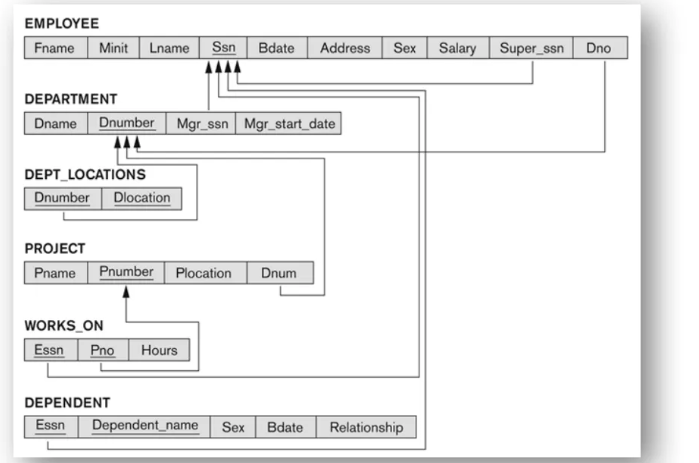 EMPLOYEE
Fname Minit Lname Ssn Bdate Address Sex Salary Super_ssn Dno
DEPARTMENT
Dname Dnumber Mgr_ssn Mgr_start_date
DEPT_LOCATIONS
Dnumber Dlocation
PROJECT
Pname Pnumber Plocation Dnum
WORKS_ON
Essn Pno Hours
DEPENDENT
Essn Dependent_name Sex Bdate Relationship